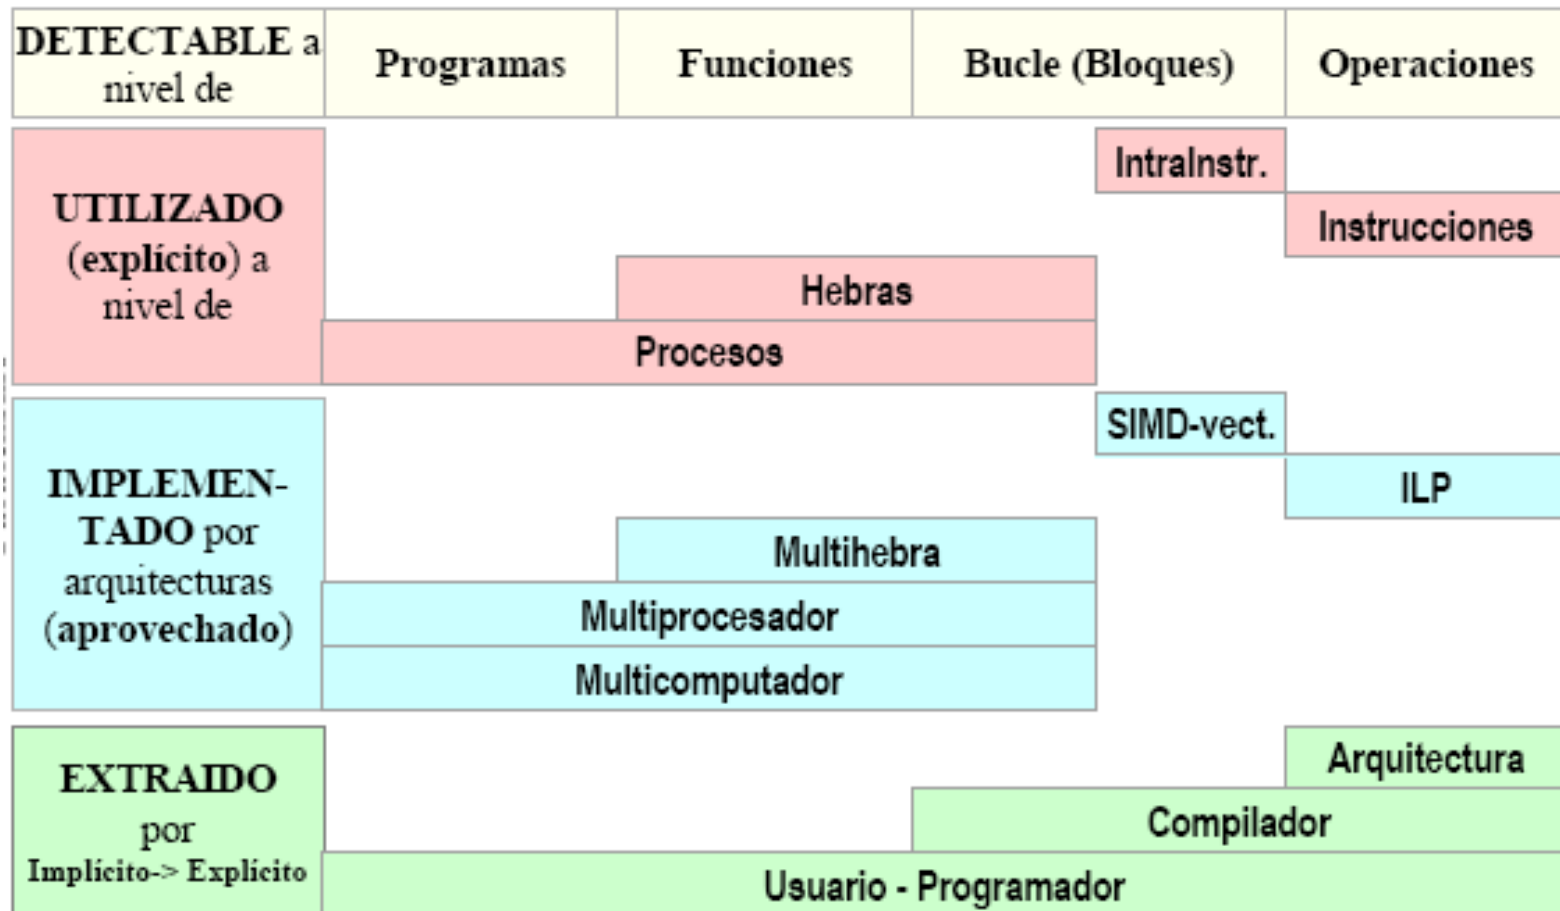 DETECTABLE a
nivel de
Programas
Funciones
Bucle (Bloques)
Operaciones
UTILIZADO
(explícito) a
nivel de
IntraInstr.
Instrucciones
Hebras
Procesos
IMPLEMEN-
TADO por
arquitecturas
(aprovechado)
SIMD-vect.
ILP
Multihebra
Multiprocesador
Multicomputador
EXTRAIDO
por
Implícito-> Explícito
Arquitectura
Compilador
Usuario - Programador